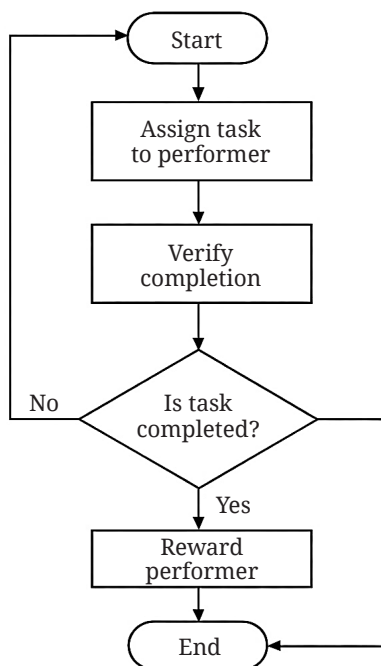 Start
Assign task
to performer
Verify
completion
Is task
completed?
No
Yes
Reward
performer
End